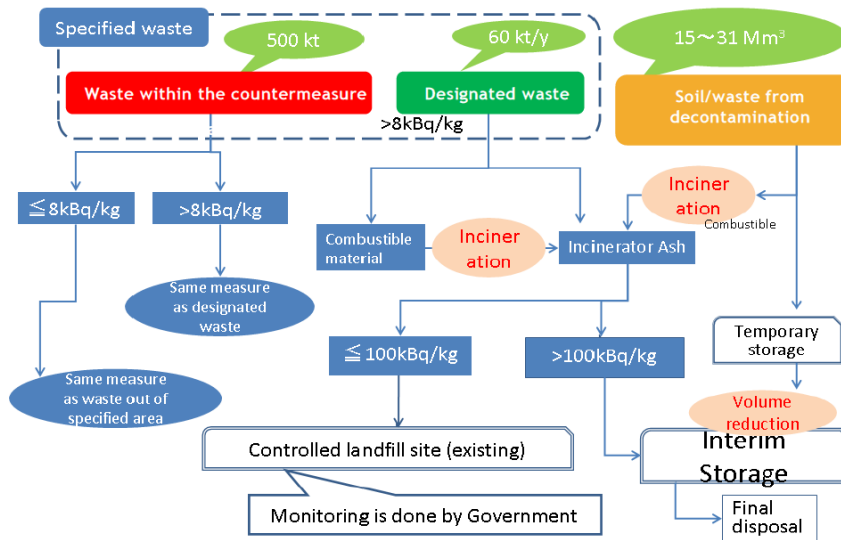 Specified waste
500 kt
60 kt/y
15～31 Mm³
Waste within the countermeasure
Designated waste
Soil/waste from
decontamination
>8kBq/kg
≦8kBq/kg
>8kBq/kg
Combustible
material
Inciner
ation
Incinerator Ash
Inciner
ation
Combustible
Same measure
as designated
waste
Same measure
as waste out of
specified area
≦100kBq/kg
>100kBq/kg
Temporary
storage
Volume
reduction
Controlled landfill site (existing)
Interim
Storage
Monitoring is done by Government
Final
disposal